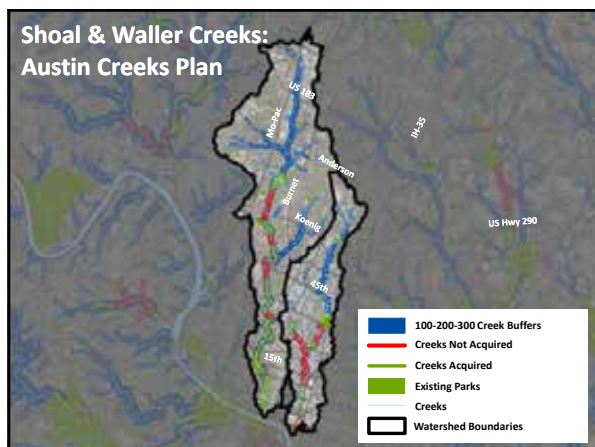 Shoal & Waller Creeks:
Austin Creeks Plan
US 183
Mo-Pac
IH-35
Anderson
Burnet
Koenig
US Hwy 290
45th
15th
100-200-300 Creek Buffers
Creeks Not Acquired
Creeks Acquired
Existing Parks
Creeks
Watershed Boundaries